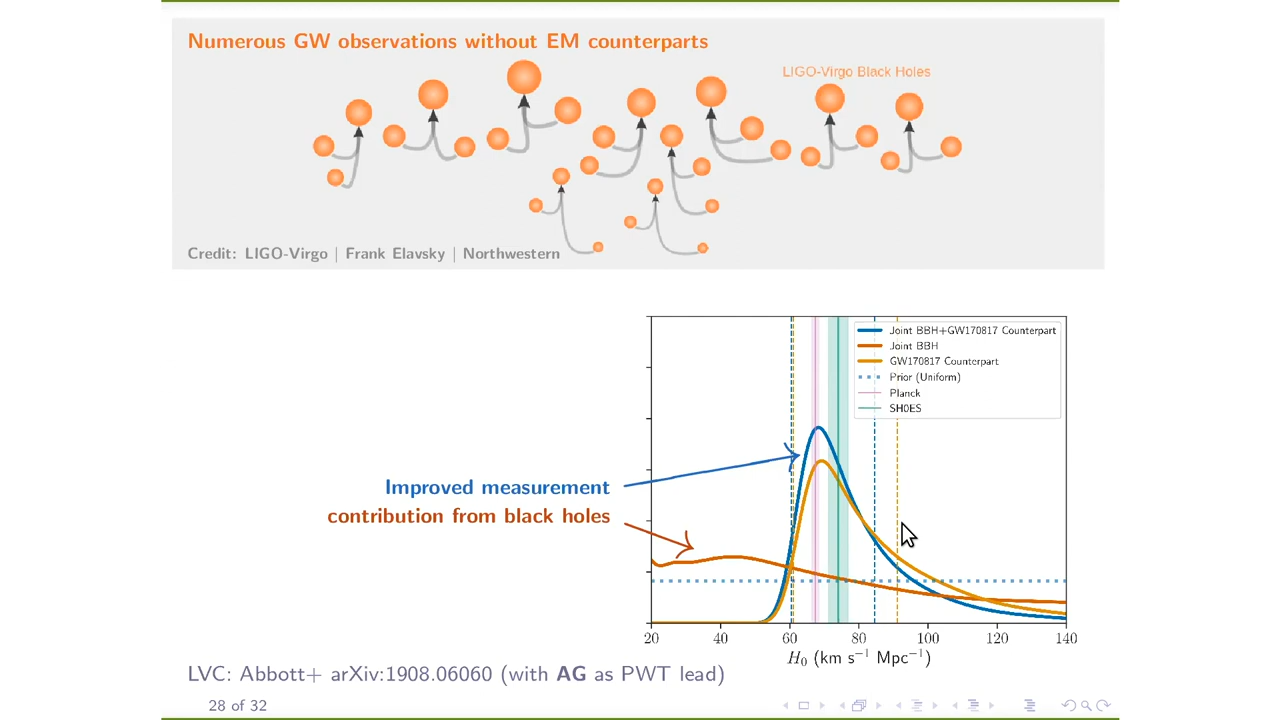 Numerous GW observations without EM counterparts
LIGO-Virgo Black Holes
Credit: LIGO-Virgo | Frank Elavsky | Northwestern
Joint BBH+GW170817 Counterpart
Joint BBH
GW170817 Counterpart
Prior (Uniform)
Planck
SH0ES
Improved measurement
contribution from black holes
20 40 60 80 100 120 140
H₀ (km s⁻¹ Mpc⁻¹)
LVC: Abbott+ arXiv:1908.06060 (with AG as PWT lead)
28 of 32